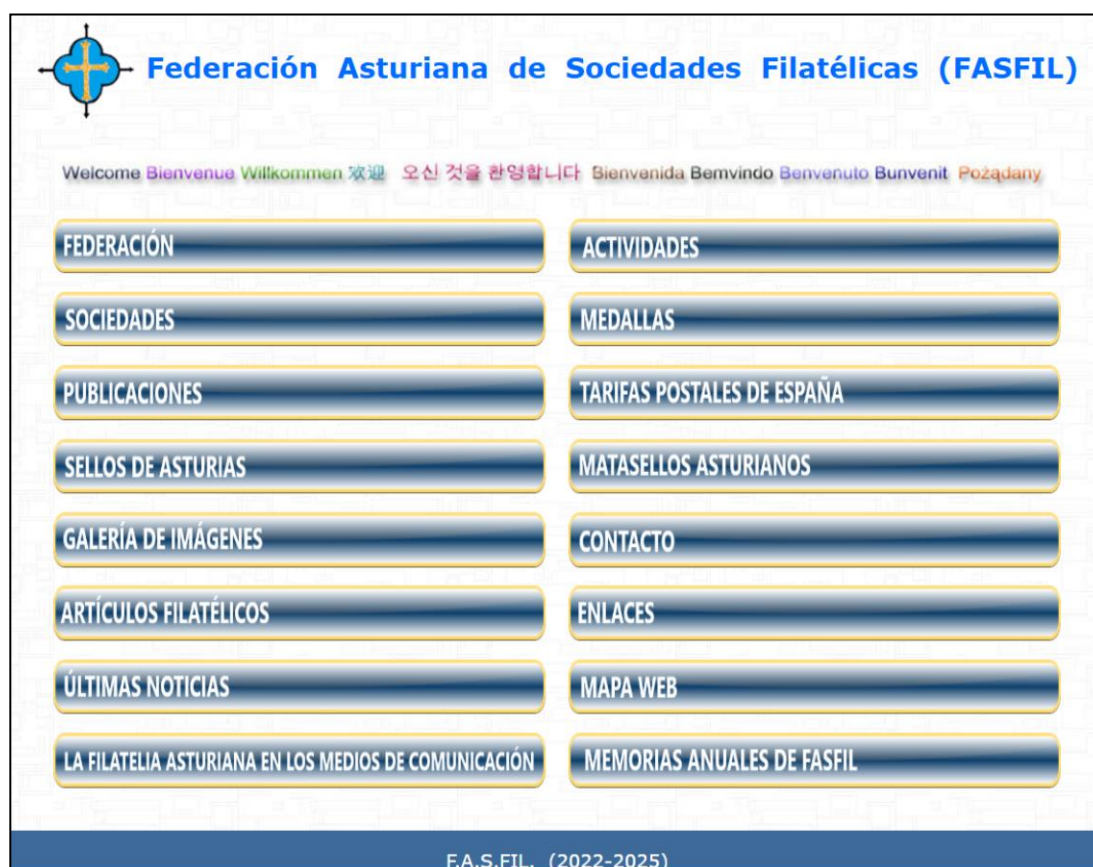 Federación Asturiana de Sociedades Filatélicas (FASFIL)
Welcome Bienvenue Willkommen 欢迎 오신 것을 환영합니다 Bienvenida Bemvindo Benvenuto Bunvenit Pożądany
FEDERACIÓN
ACTIVIDADES
SOCIEDADES
MEDALLAS
PUBLICACIONES
TARIFAS POSTALES DE ESPAÑA
SELLOS DE ASTURIAS
MATASELLOS ASTURIANOS
GALERÍA DE IMÁGENES
CONTACTO
ARTÍCULOS FILATÉLICOS
ENLACES
ÚLTIMAS NOTICIAS
MAPA WEB
LA FILATELIA ASTURIANA EN LOS MEDIOS DE COMUNICACIÓN
MEMORIAS ANUALES DE FASFIL
F.A.S.FIL. (2022-2025)